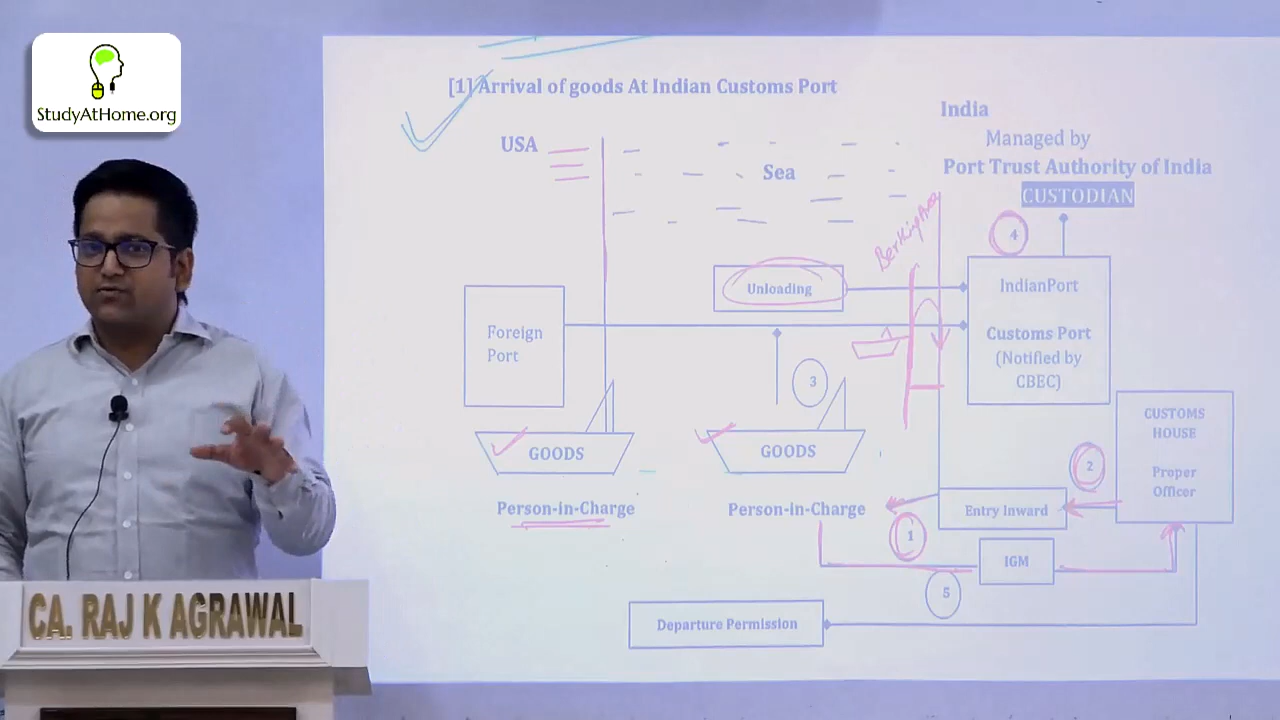 StudyAtHome.org
[1] Arrival of goods At Indian Customs Port
USA
Sea
India
Managed by
Port Trust Authority of India
CUSTODIAN
4
Unloading
IndianPort
Customs Port
(Notified by
CBEC)
Foreign
Port
3
GOODS
GOODS
CUSTOMS
HOUSE
Proper
Officer
2
Person-in-Charge
Person-in-Charge
Entry Inward
1
IGM
5
Departure Permission
CA. RAJ K AGRAWAL